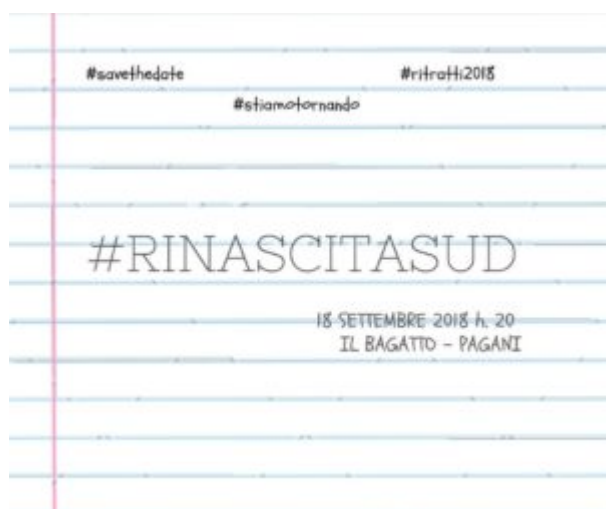 #savethedate #ritratti2018
#stiamotornando
#RINASCITASUD
18 SETTEMBRE 2018 h. 20
IL BAGATTO - PAGANI